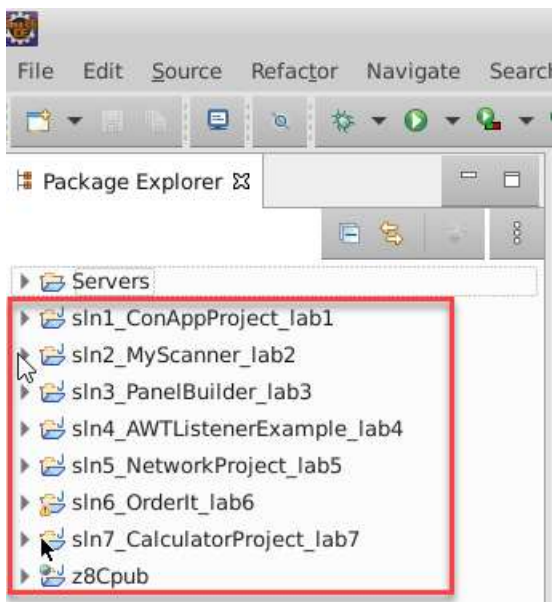 File Edit Source Refactor Navigate Search
Package Explorer
Servers
sln1_ConAppProject_lab1
sln2_MyScanner_lab2
sln3_PanelBuilder_lab3
sln4_AWTListenerExample_lab4
sln5_NetworkProject_lab5
sln6_OrderIt_lab6
sln7_CalculatorProject_lab7
z8Cpub